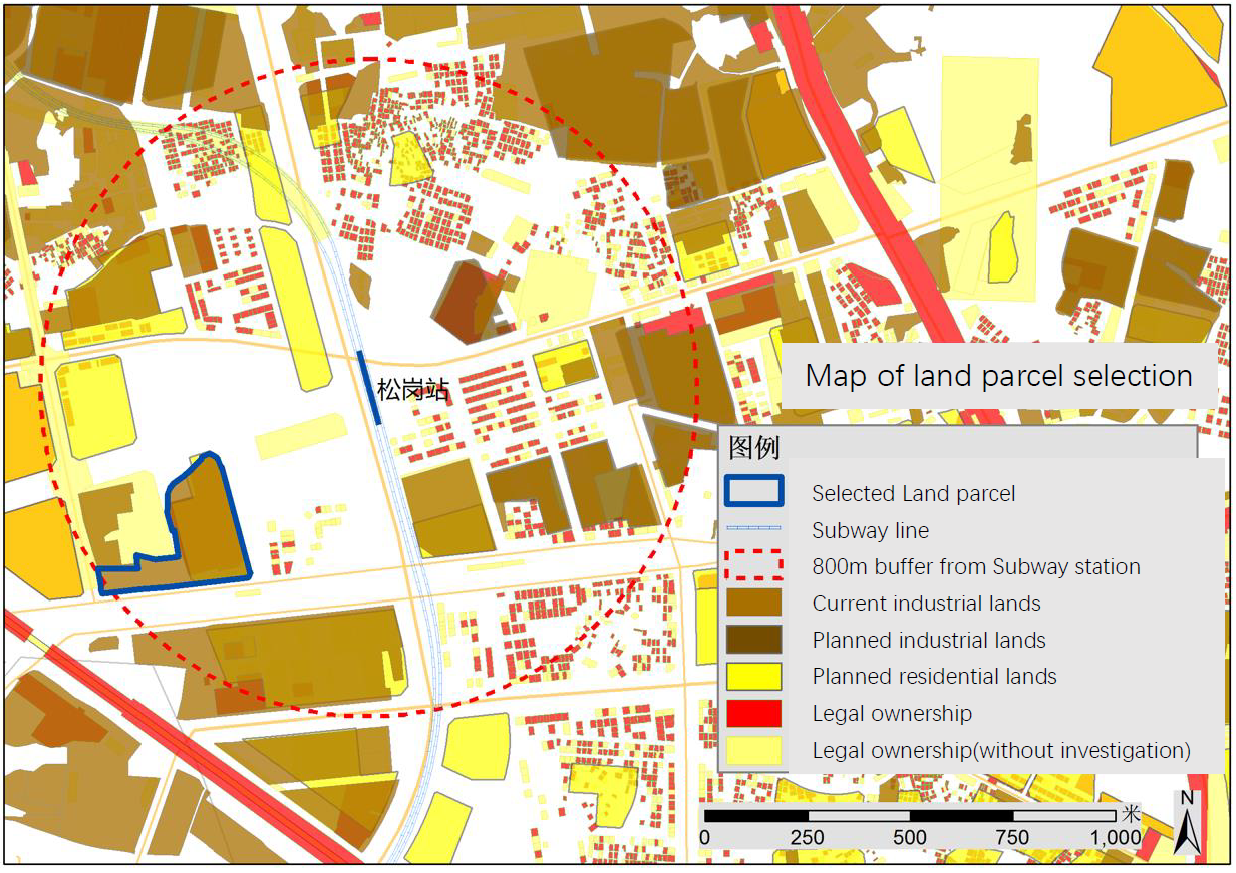 松岗站
Map of land parcel selection
图例
Selected Land parcel
Subway line
800m buffer from Subway station
Current industrial lands
Planned industrial lands
Planned residential lands
Legal ownership
Legal ownership(without investigation)
N
米
0 250 500 750 1,000